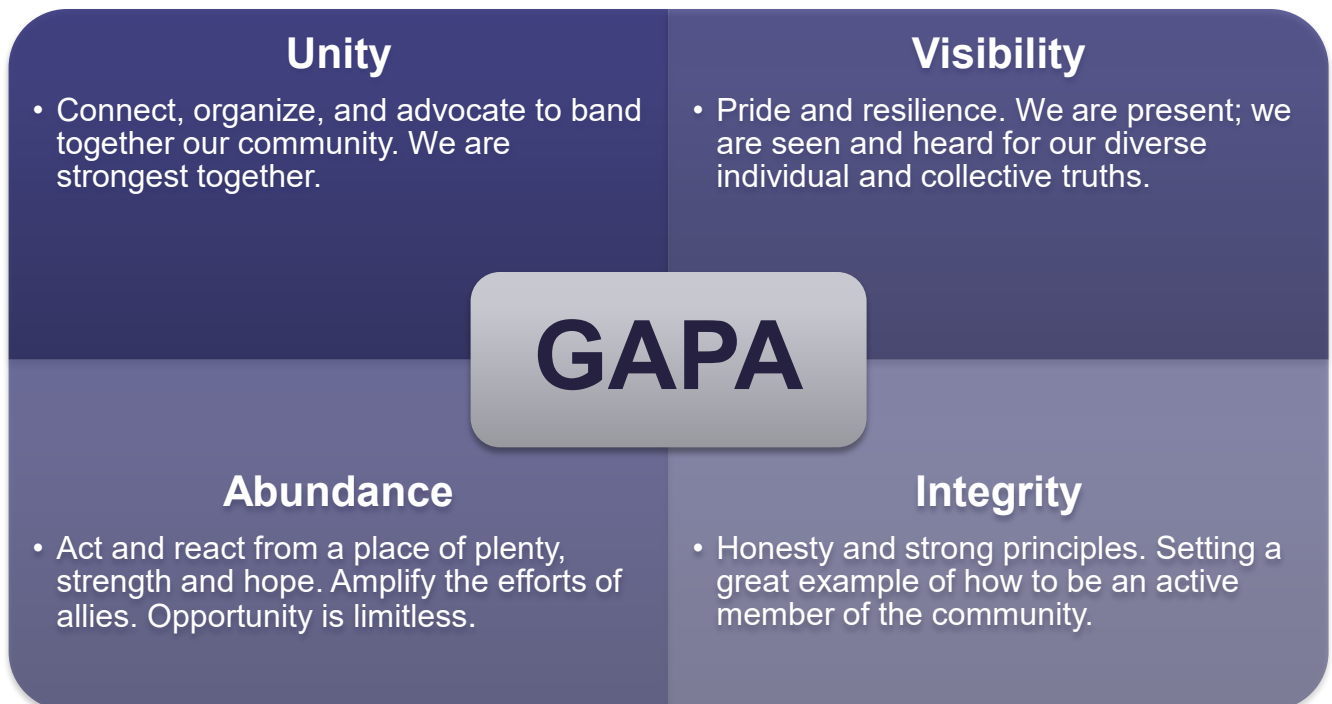 Unity
• Connect, organize, and advocate to band
together our community. We are
strongest together.
Visibility
• Pride and resilience. We are present; we
are seen and heard for our diverse
individual and collective truths.
GAPA
Abundance
• Act and react from a place of plenty,
strength and hope. Amplify the efforts of
allies. Opportunity is limitless.
Integrity
• Honesty and strong principles. Setting a
great example of how to be an active
member of the community.